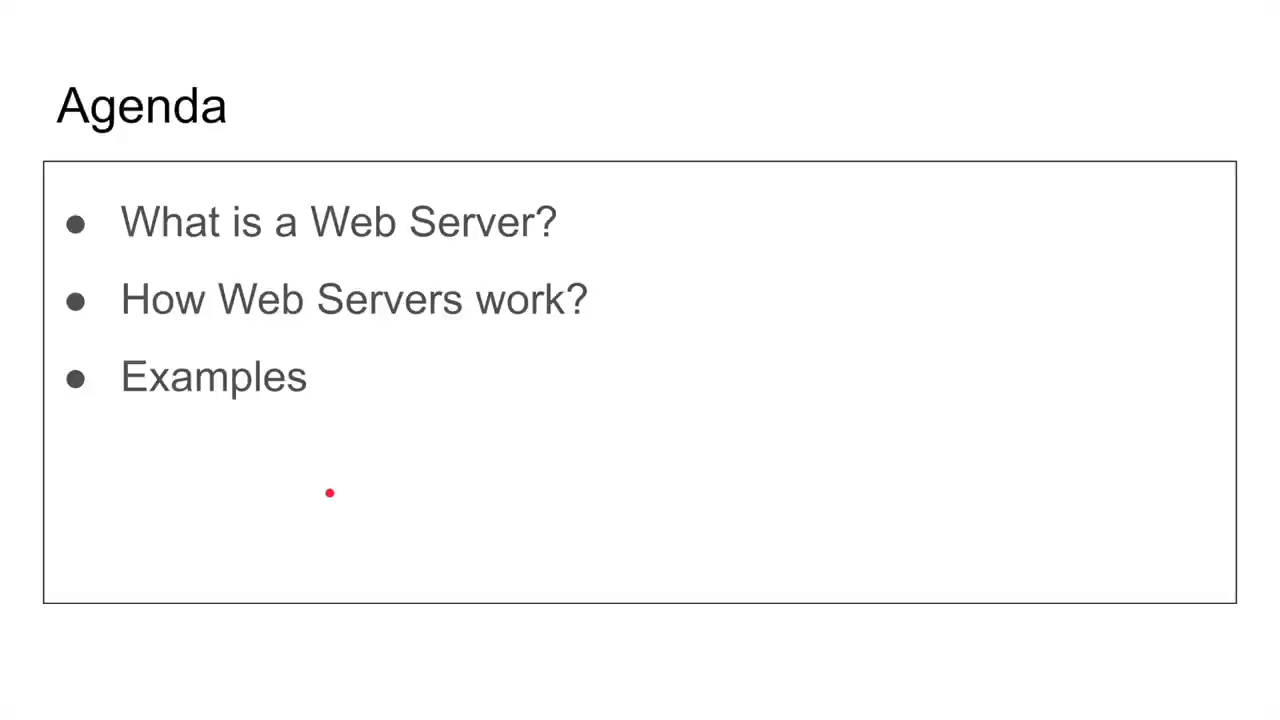 Agenda
● What is a Web Server?
● How Web Servers work?
● Examples